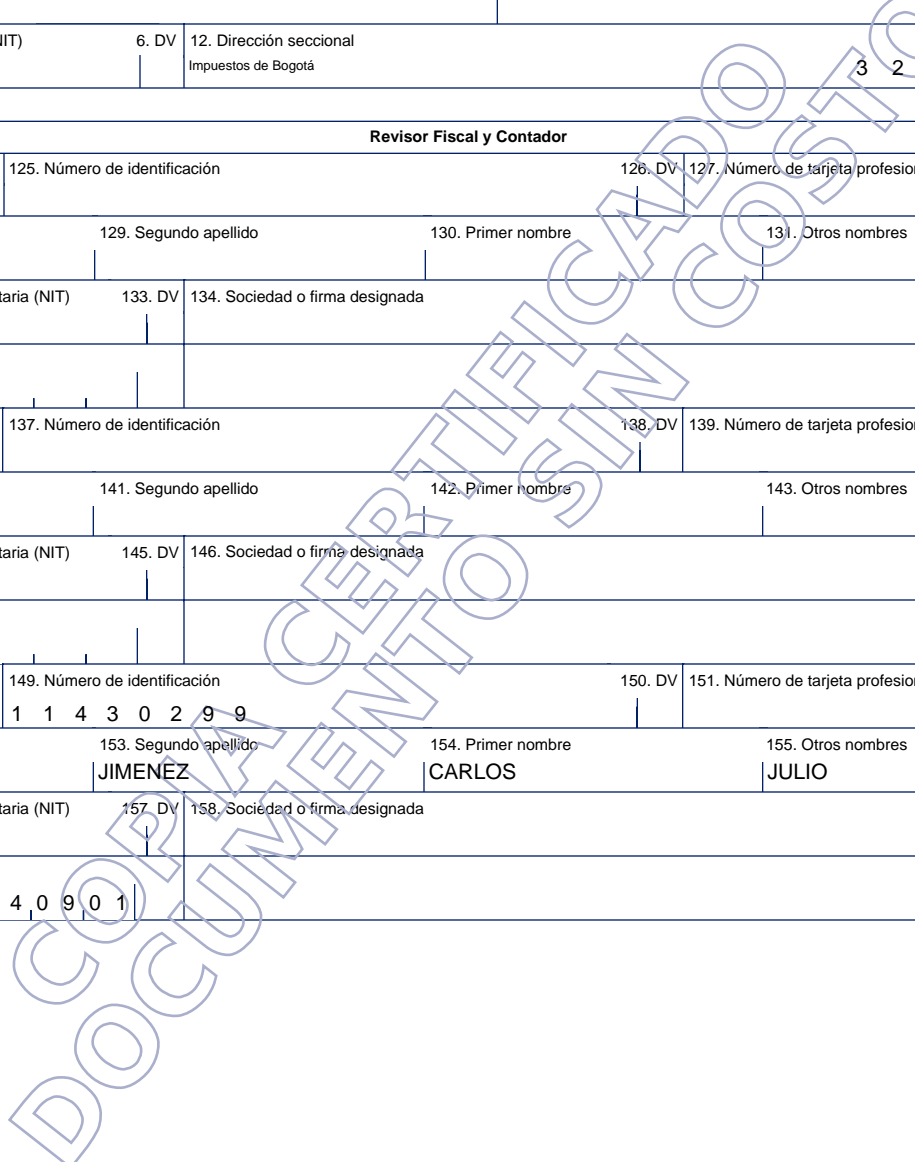 IIT) 6. DV 12. Dirección seccional
Impuestos de Bogotá 3 2
Revisor Fiscal y Contador
125. Número de identificación 126. DV 127. Número de tarjeta profesion
129. Segundo apellido 130. Primer nombre 131. Otros nombres
taria (NIT) 133. DV 134. Sociedad o firma designada
137. Número de identificación 138. DV 139. Número de tarjeta profesion
141. Segundo apellido 142. Primer nombre 143. Otros nombres
taria (NIT) 145. DV 146. Sociedad o firma designada
149. Número de identificación 150. DV 151. Número de tarjeta profesion
1 1 4 3 0 2 9 9
153. Segundo apellido 154. Primer nombre 155. Otros nombres
JIMENEZ CARLOS JULIO
taria (NIT) 157. DV 158. Sociedad o firma designada
4 0 9 0 1
COPIA CERTIFICADO
DOCUMENTO SIN COSTO